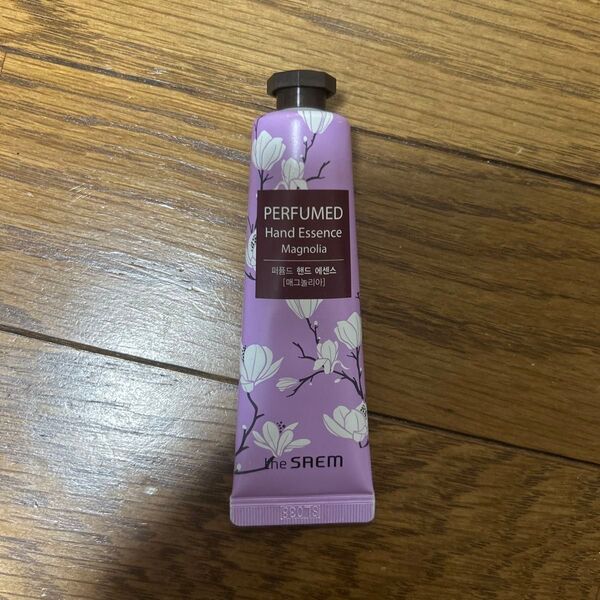 PERFUMED
Hand Essence
Magnolia
퍼퓸드 핸드 에센스
[매그놀리아]
the SAEM